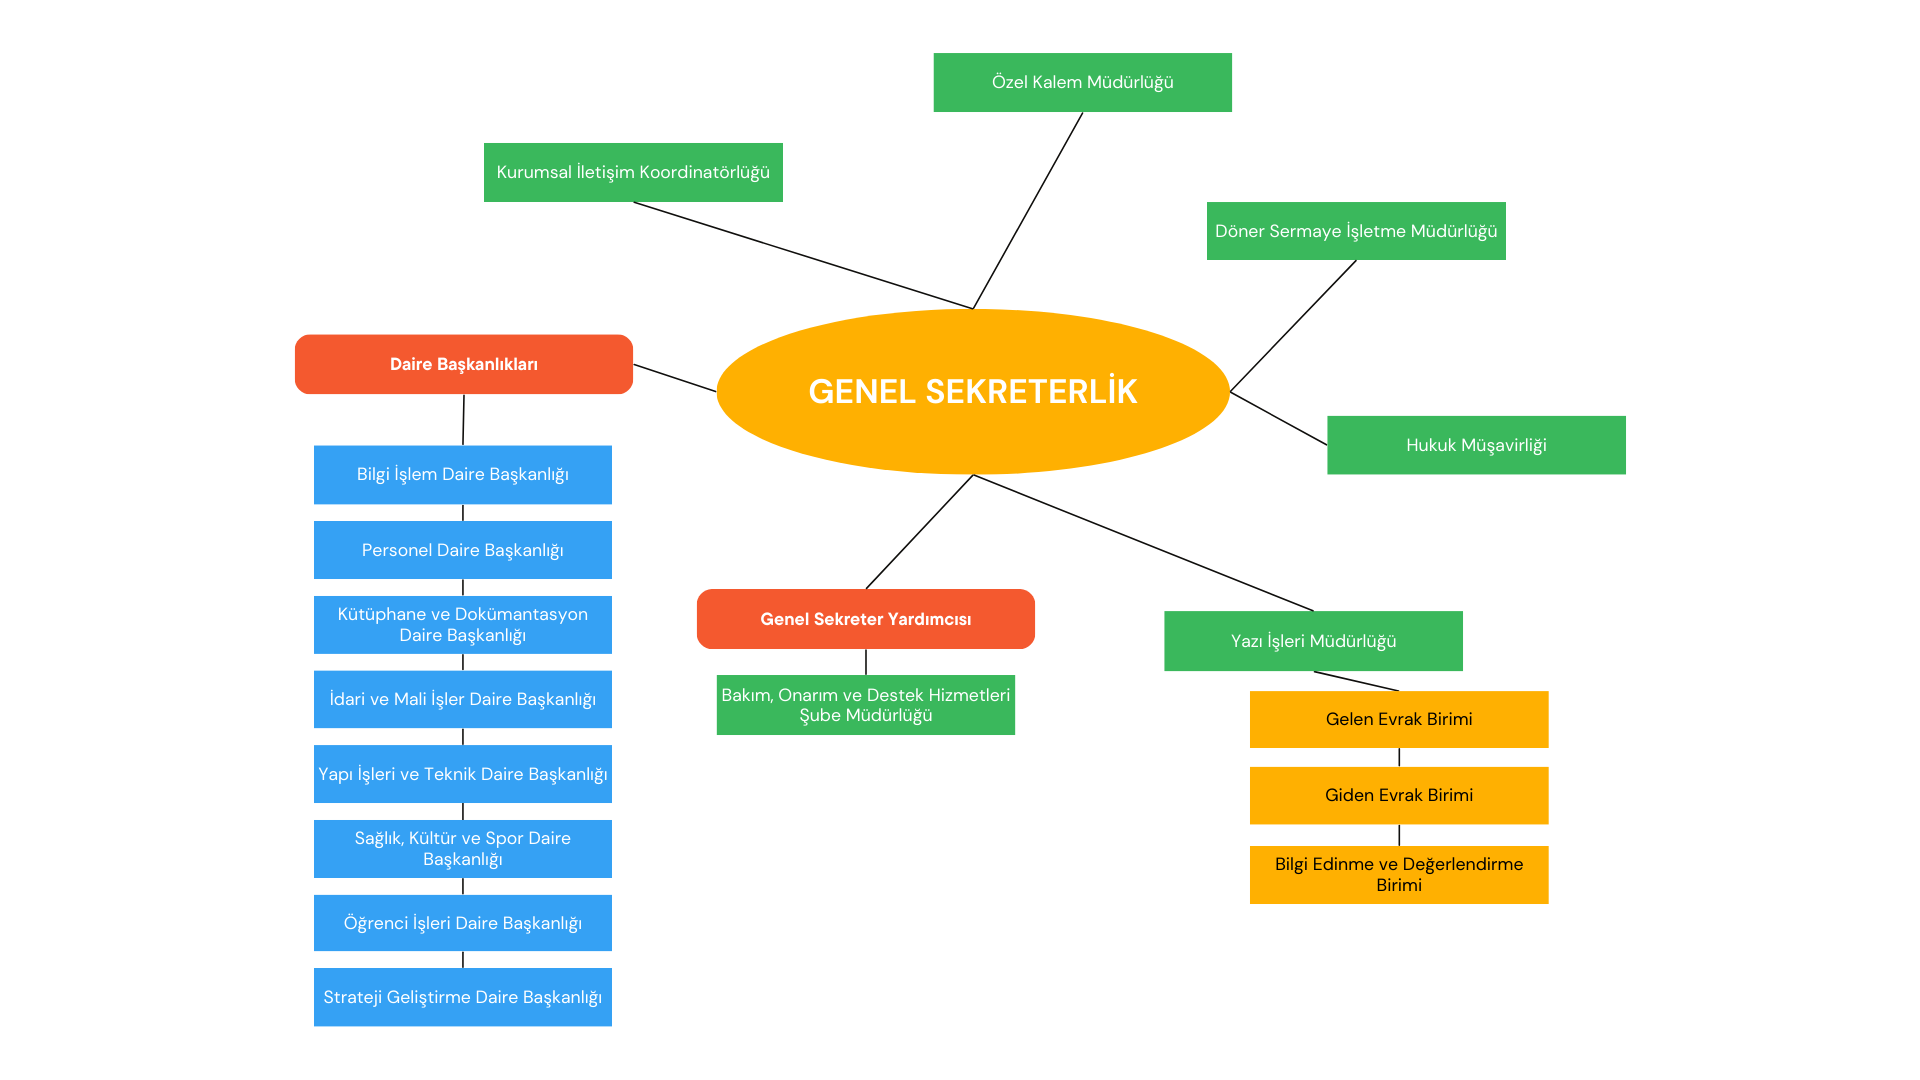 Özel Kalem Müdürlüğü
Kurumsal İletişim Koordinatörlüğü
Döner Sermaye İşletme Müdürlüğü
Daire Başkanlıkları
GENEL SEKRETERLİK
Hukuk Müşavirliği
Bilgi İşlem Daire Başkanlığı
Personel Daire Başkanlığı
Kütüphane ve Dokümantasyon
Daire Başkanlığı
İdari ve Mali İşler Daire Başkanlığı
Yapı İşleri ve Teknik Daire Başkanlığı
Sağlık, Kültür ve Spor Daire
Başkanlığı
Öğrenci İşleri Daire Başkanlığı
Strateji Geliştirme Daire Başkanlığı
Genel Sekreter Yardımcısı
Bakım, Onarım ve Destek Hizmetleri
Şube Müdürlüğü
Yazı İşleri Müdürlüğü
Gelen Evrak Birimi
Giden Evrak Birimi
Bilgi Edinme ve Değerlendirme
Birimi